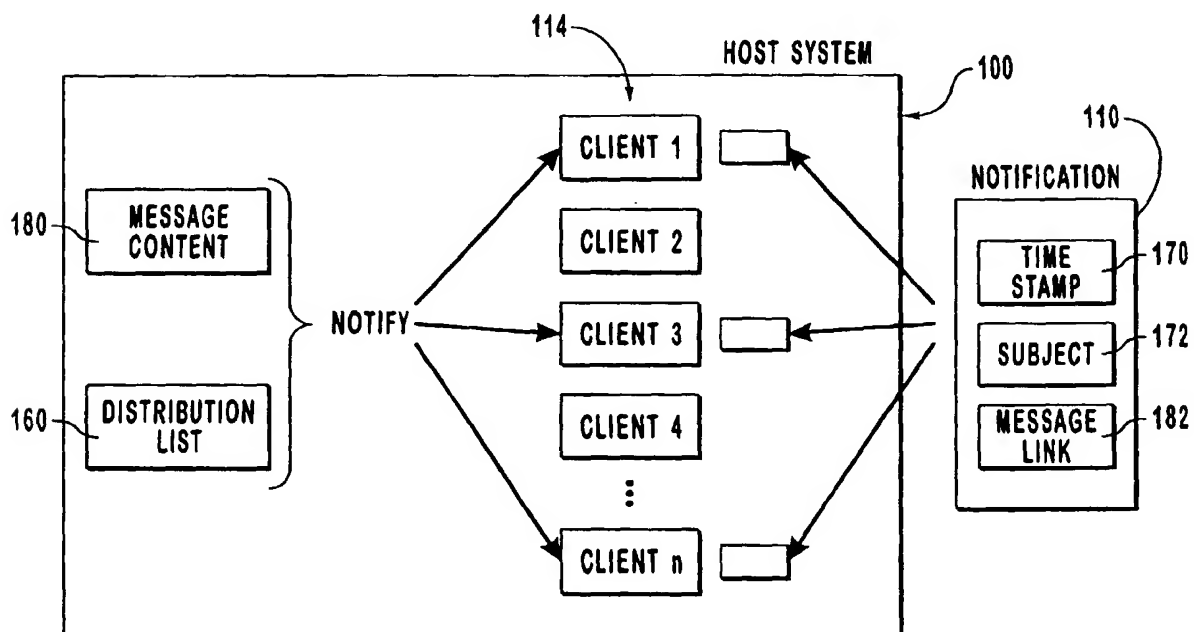 114
HOST SYSTEM
100
110
NOTIFICATION
CLIENT 1
180
MESSAGE
CONTENT
CLIENT 2
TIME
STAMP
170
NOTIFY
CLIENT 3
SUBJECT
172
160
DISTRIBUTION
LIST
CLIENT 4
MESSAGE
LINK
182
⋮
CLIENT n